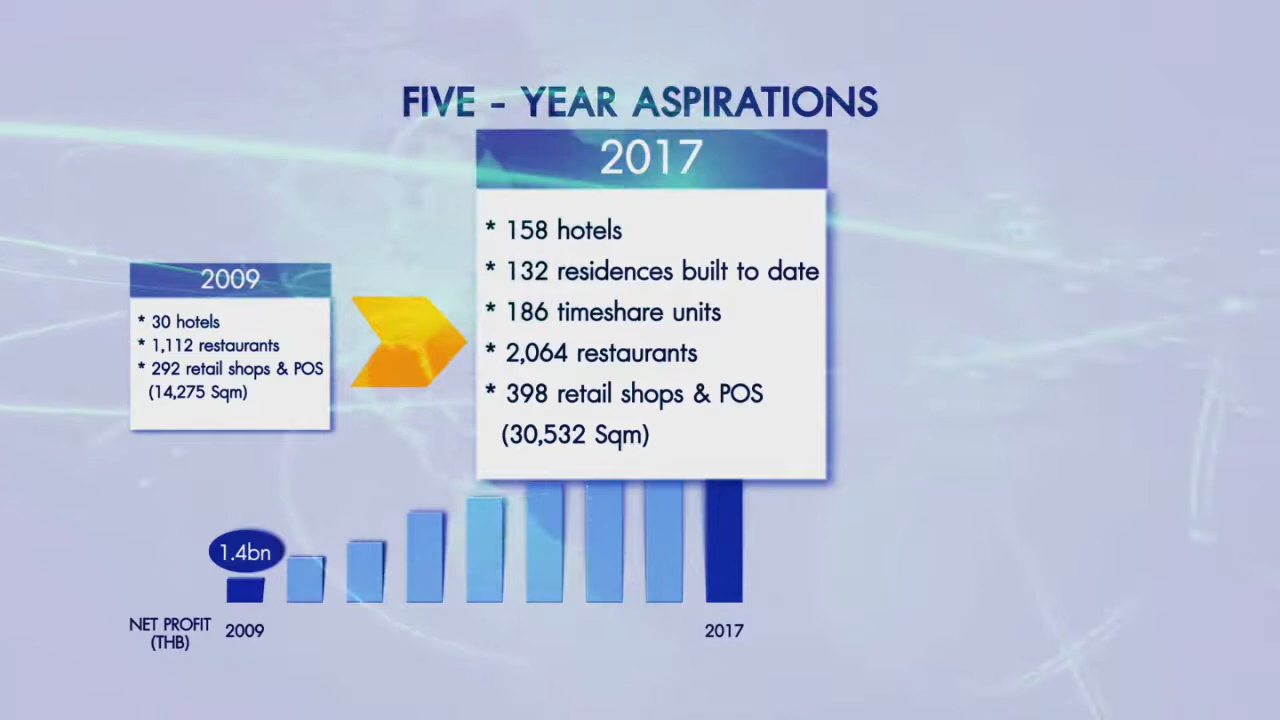 FIVE - YEAR ASPIRATIONS
2017
* 158 hotels
* 132 residences built to date
* 186 timeshare units
* 2,064 restaurants
* 398 retail shops & POS
(30,532 Sqm)
2009
* 30 hotels
* 1,112 restaurants
* 292 retail shops & POS
(14,275 Sqm)
1.4bn
NET PROFIT
(THB)
2009
2017